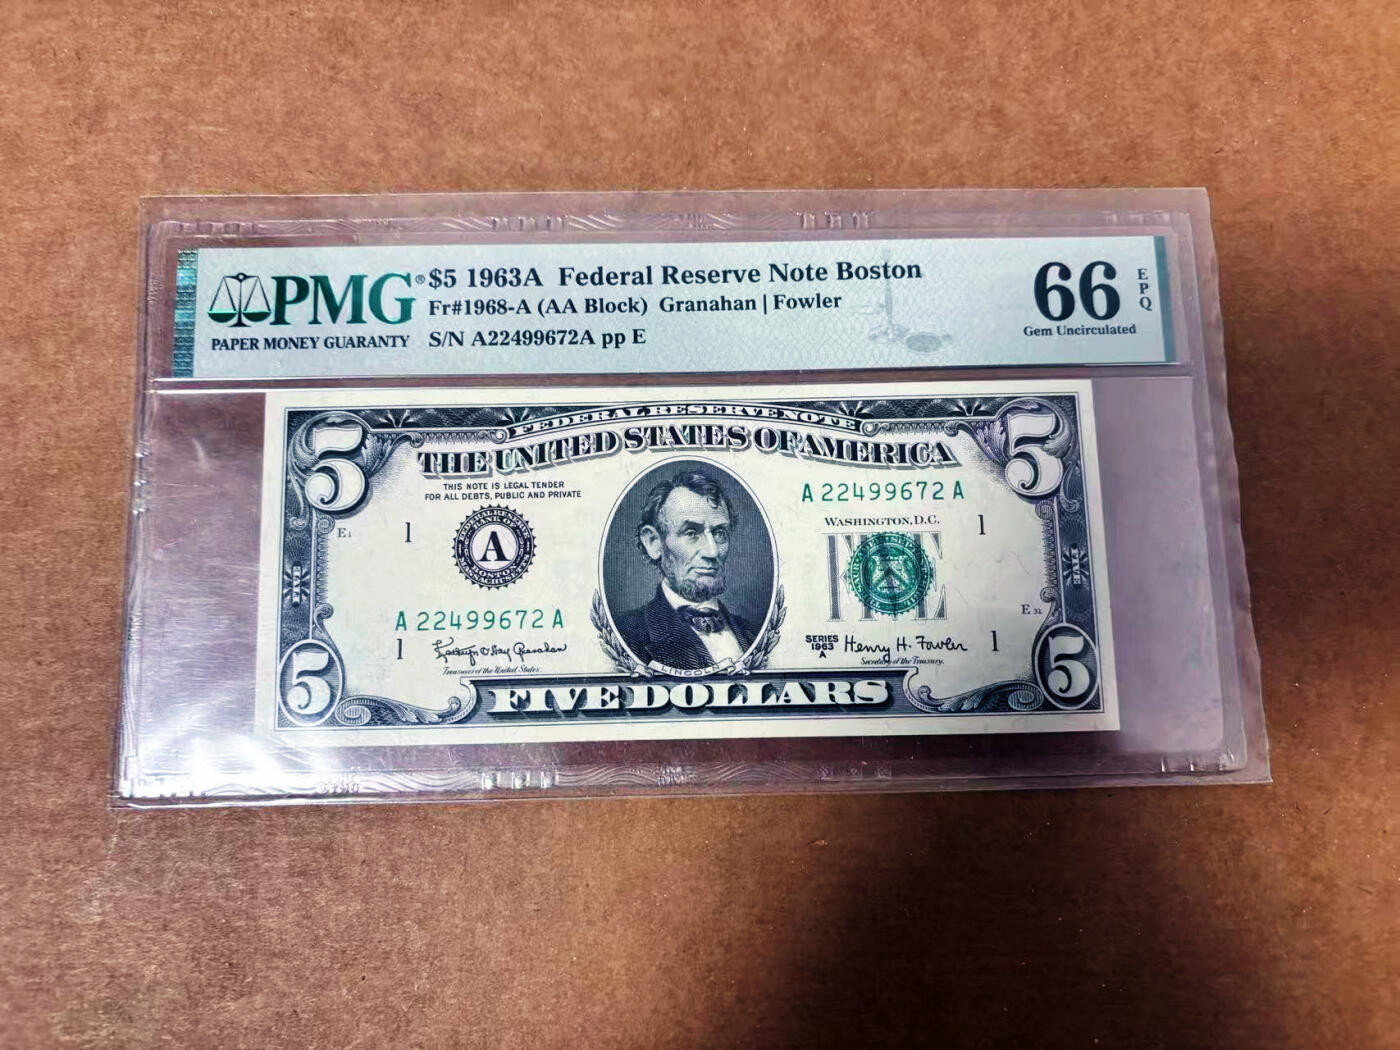 PMG®
PAPER MONEY GUARANTY
$5 1963A Federal Reserve Note Boston
Fr#1968-A (AA Block) Granahan | Fowler
S/N A22499672A pp E
66 EPQ
Gem Uncirculated
FEDERAL RESERVE NOTE
THE UNITED STATES OF AMERICA
5
5
THIS NOTE IS LEGAL TENDER
FOR ALL DEBTS, PUBLIC AND PRIVATE
A 22499672 A
WASHINGTON, D.C.
E1
1
A
BOSTON
1
FIVE
FIVE
A 22499672 A
1
Treasurer of the United States.
LINCOLN
SERIES
1963
A
Henry H. Fowler
Secretary of the Treasury.
1
5
FIVE DOLLARS
5